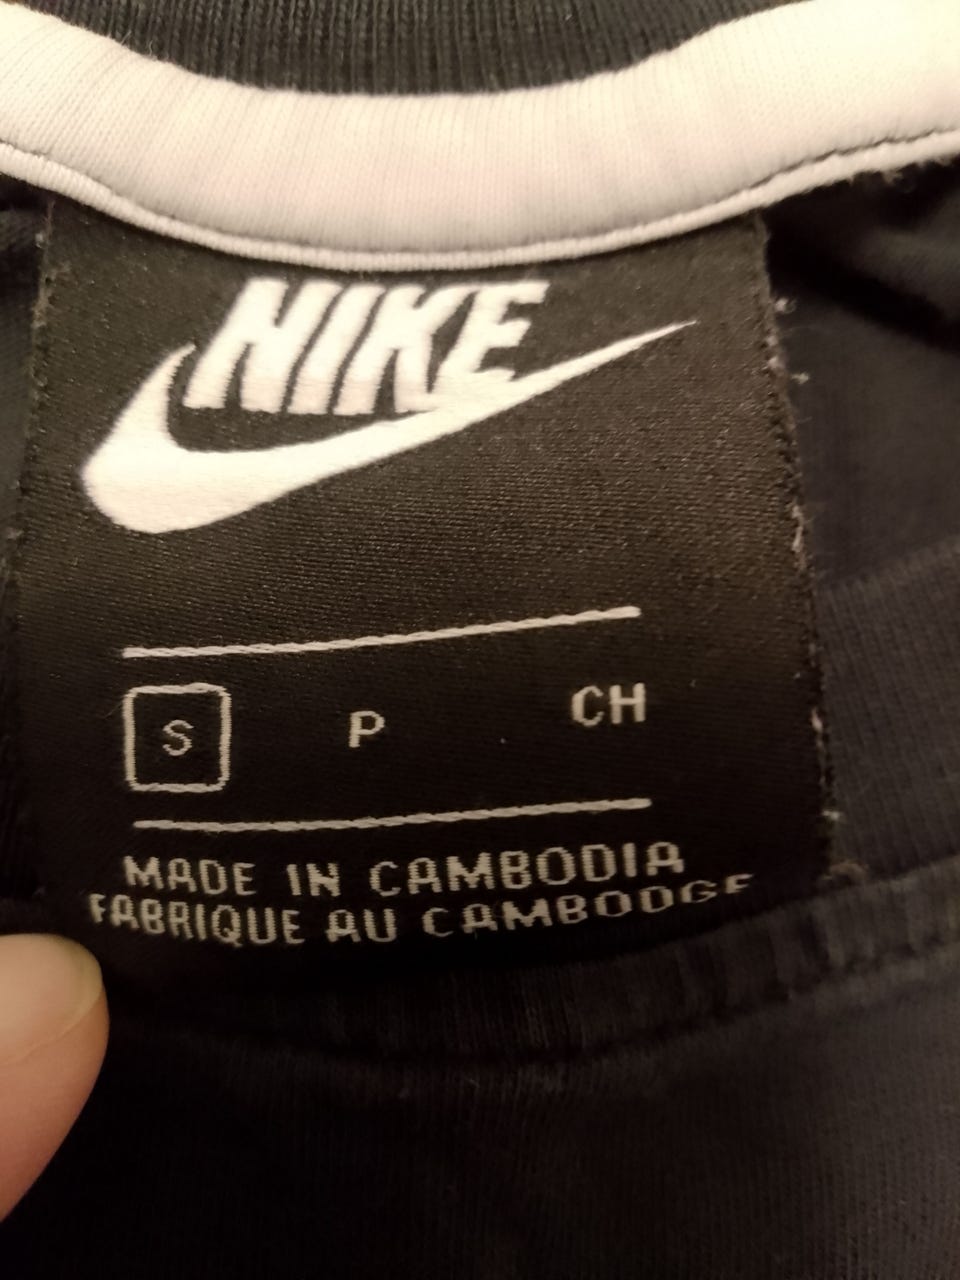 NIKE
S P CH
MADE IN CAMBODIA
FABRIQUE AU CAMBODGE